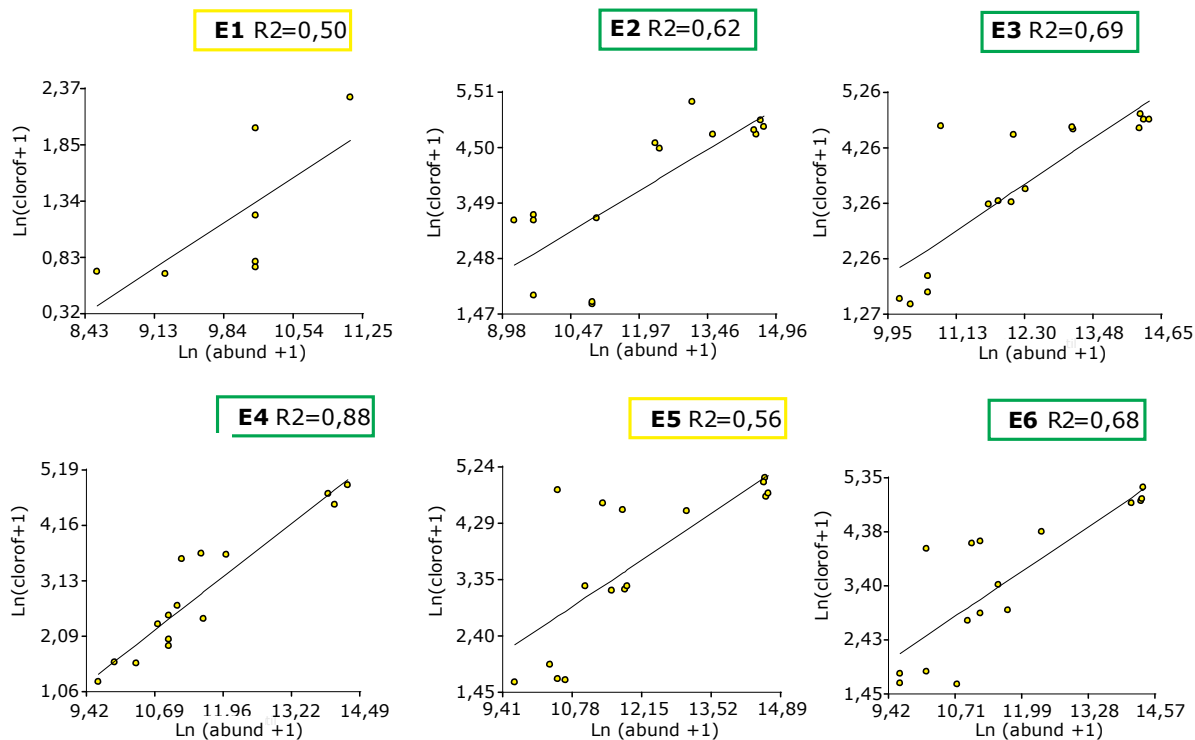 E1 R2=0,50
Ln(clorof+1)
2,37
1,85
1,34
0,83
0,32
8,43 9,13 9,84 10,54 11,25
Ln (abund +1)
E2 R2=0,62
Ln(clorof+1)
5,51
4,50
3,49
2,48
1,47
8,98 10,47 11,97 13,46 14,96
Ln (abund +1)
E3 R2=0,69
Ln(clorof+1)
5,26
4,26
3,26
2,26
1,27
9,95 11,13 12.30 13,48 14,65
Ln (abund +1)
E4 R2=0,88
Ln(clorof+1)
5,19
4,16
3,13
2,09
1,06
9,42 10,69 11,96 13,22 14,49
Ln (abund +1)
E5 R2=0,56
Ln(clorof+1)
5,24
4,29
3,35
2,40
1,45
9,41 10,78 12,15 13,52 14,89
Ln (abund +1)
E6 R2=0,68
Ln(clorof+1)
5,35
4,38
3,40
2,43
1,45
9,42 10,71 11,99 13,28 14,57
Ln (abund +1)